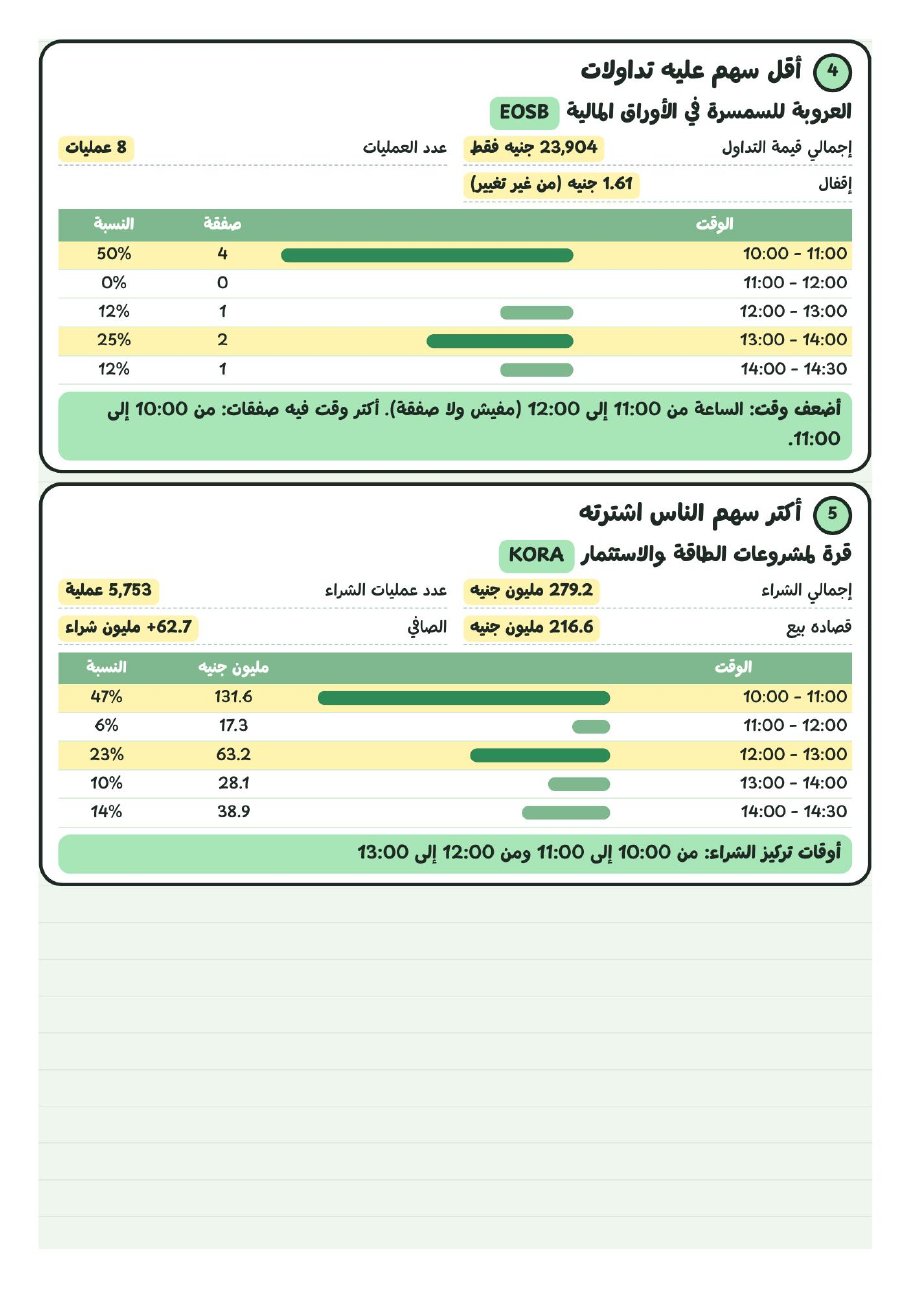 4 أقل سهم عليه تداولات
العروبة للسمسرة في الأوراق المالية EOSB
إجمالي قيمة التداول 23,904 جنيه فقط عدد العمليات 8 عمليات
إقفال 1.61 جنيه (من غير تغيير)
الوقت صفقة النسبة
10:00 - 11:00 4 50%
11:00 - 12:00 0 0%
12:00 - 13:00 1 12%
13:00 - 14:00 2 25%
14:00 - 14:30 1 12%
أضعف وقت: الساعة من 11:00 إلى 12:00 (مفيش ولا صفقة). أكتر وقت فيه صفقات: من 10:00 إلى
11:00.
5 أكتر سهم الناس اشترته
قرة لمشروعات الطاقة والاستثمار KORA
إجمالي الشراء 279.2 مليون جنيه عدد عمليات الشراء 5,753 عملية
قصاده بيع 216.6 مليون جنيه الصافي +62.7 مليون شراء
الوقت مليون جنيه النسبة
10:00 - 11:00 131.6 47%
11:00 - 12:00 17.3 6%
12:00 - 13:00 63.2 23%
13:00 - 14:00 28.1 10%
14:00 - 14:30 38.9 14%
أوقات تركيز الشراء: من 10:00 إلى 11:00 ومن 12:00 إلى 13:00